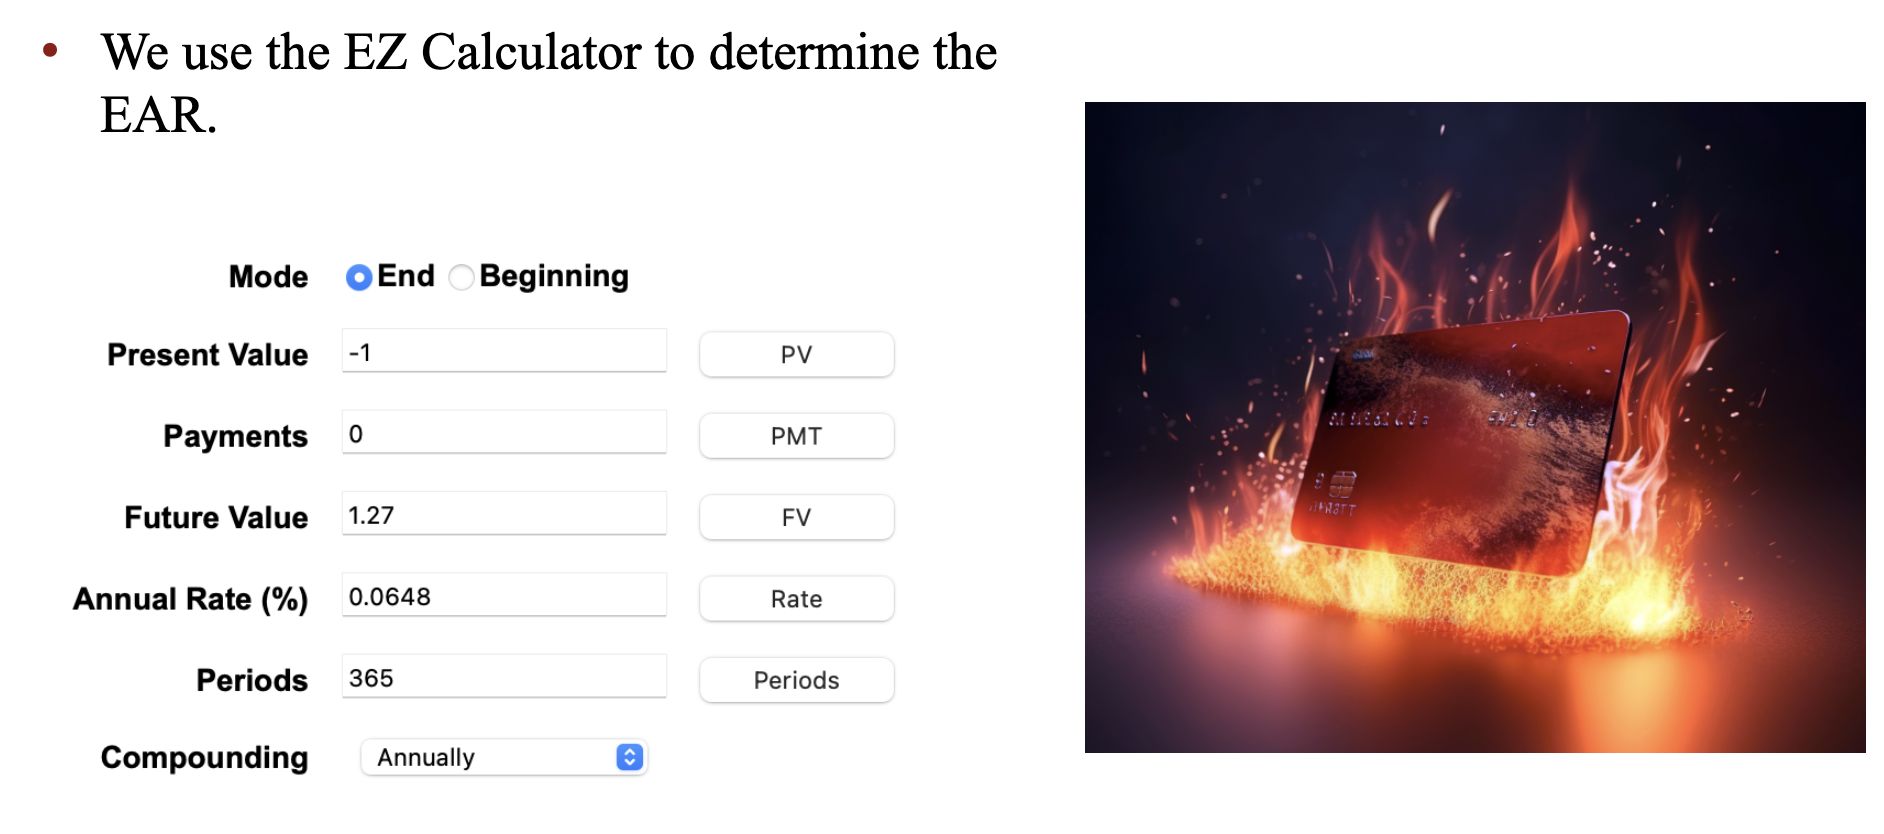 • We use the EZ Calculator to determine the
EAR.
Mode End Beginning
Present Value -1 PV
Payments 0 PMT
Future Value 1.27 FV
Annual Rate (%) 0.0648 Rate
Periods 365 Periods
Compounding Annually